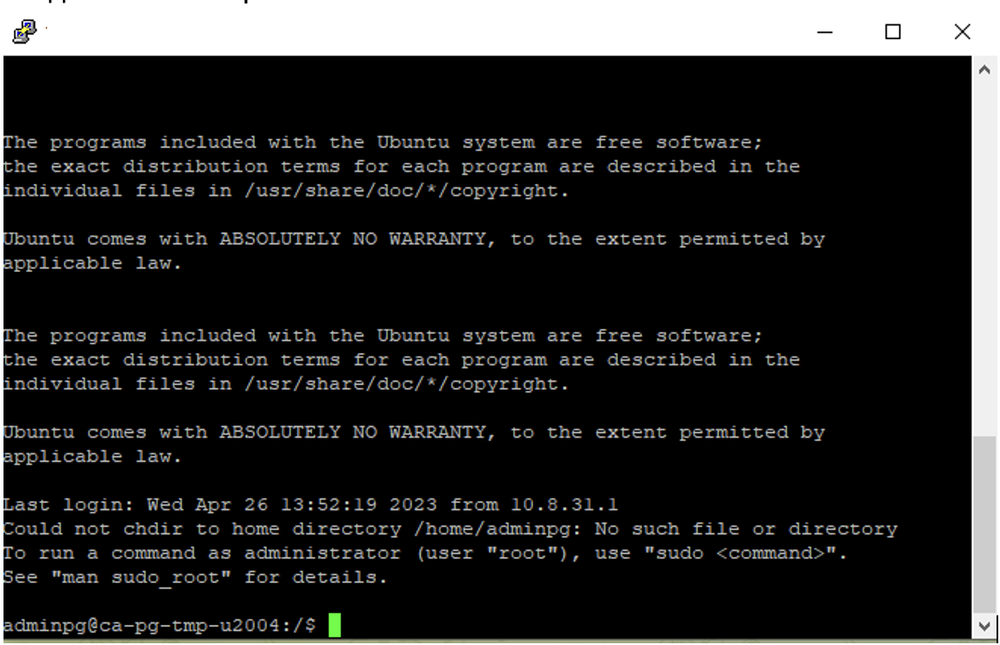 The programs included with the Ubuntu system are free software;
the exact distribution terms for each program are described in the
individual files in /usr/share/doc/*/copyright.
Ubuntu comes with ABSOLUTELY NO WARRANTY, to the extent permitted by
applicable law.
The programs included with the Ubuntu system are free software;
the exact distribution terms for each program are described in the
individual files in /usr/share/doc/*/copyright.
Ubuntu comes with ABSOLUTELY NO WARRANTY, to the extent permitted by
applicable law.
Last login: Wed Apr 26 13:52:19 2023 from 10.8.31.1
Could not chdir to home directory /home/adminpg: No such file or directory
To run a command as administrator (user "root"), use "sudo <command>".
See "man sudo_root" for details.
adminpg@ca-pg-tmp-u2004:/$